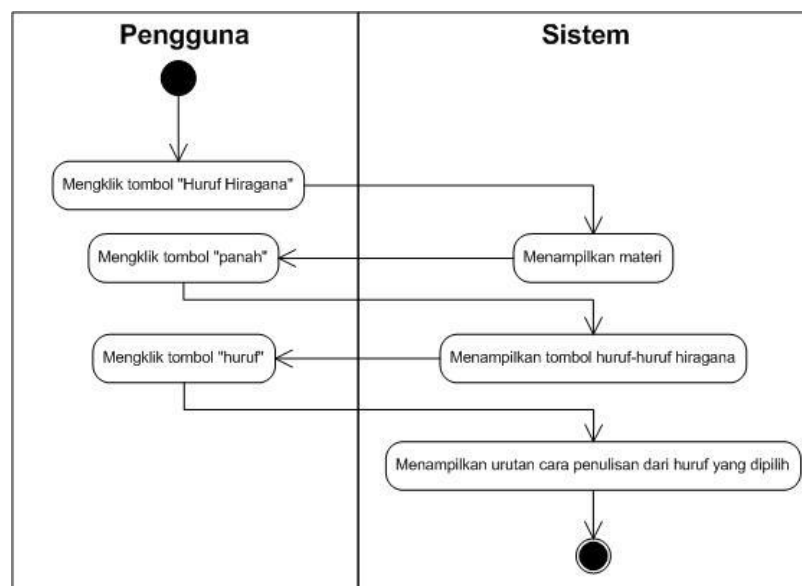 Pengguna
Sistem
Mengklik tombol "Huruf Hiragana"
Menampilkan materi
Mengklik tombol "panah"
Menampilkan tombol huruf-huruf hiragana
Mengklik tombol "huruf"
Menampilkan urutan cara penulisan dari huruf yang dipilih